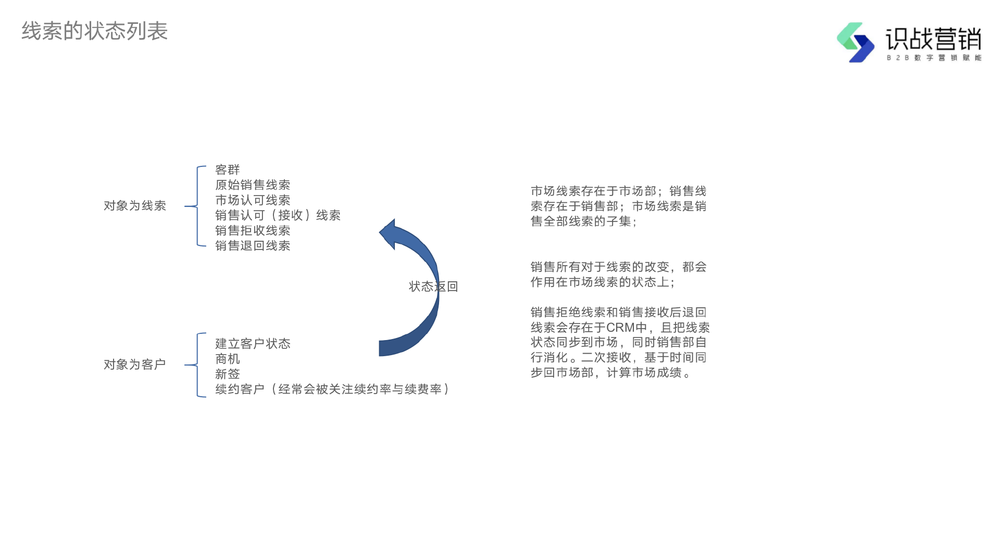 线索的状态列表
识战营销
B2B数字营销赋能
对象为线索
客群
原始销售线索
市场认可线索
销售认可（接收）线索
销售拒收线索
销售退回线索
状态返回
对象为客户
建立客户状态
商机
新签
续约客户（经常会被关注续约率与续费率）
市场线索存在于市场部；销售线
索存在于销售部；市场线索是销
售全部线索的子集；
销售所有对于线索的改变，都会
作用在市场线索的状态上；
销售拒绝线索和销售接收后退回
线索会存在于CRM中，且把线索
状态同步到市场，同时销售部自
行消化。二次接收，基于时间同
步回市场部，计算市场成绩。